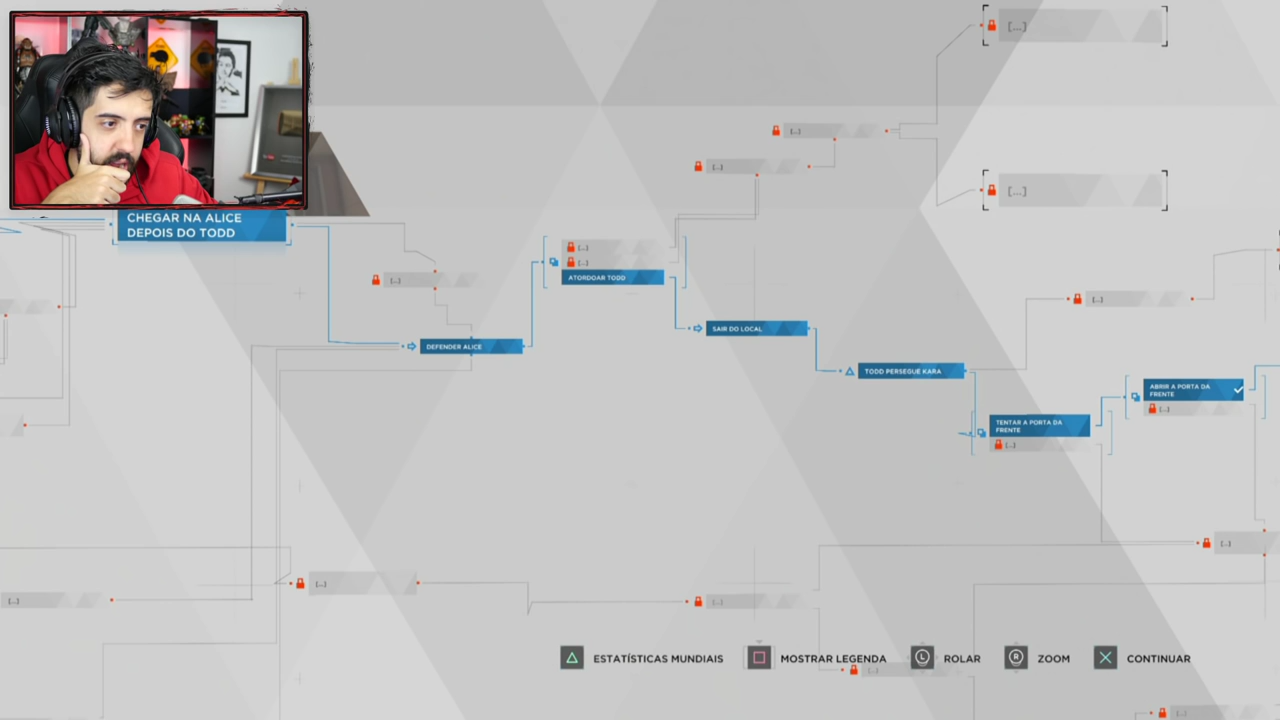 [...]
[...]
[...]
[...]
CHEGAR NA ALICE
DEPOIS DO TODD
[...]
[...]
ATORDOAR TODD
[...]
[...]
SAIR DO LOCAL
DEFENDER ALICE
TODD PERSEGUE KARA
ABRIR A PORTA DA
FRENTE
[...]
TENTAR A PORTA DA
FRENTE
[...]
[...]
[...]
[...]
[...]
ESTATÍSTICAS MUNDIAIS
MOSTRAR LEGENDA
L
ROLAR
R
ZOOM
CONTINUAR
[...]
[...]